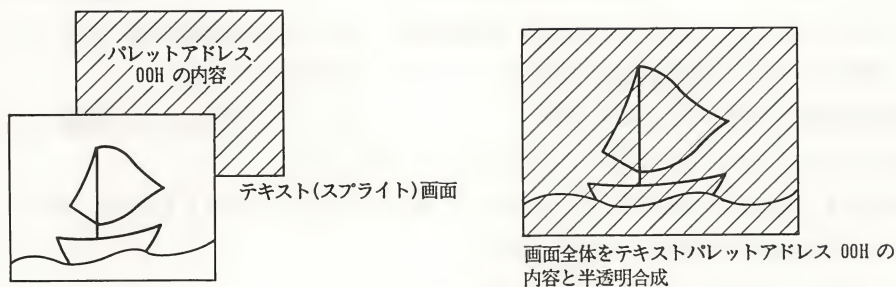 パレットアドレス
00H の内容
テキスト(スプライト)画面
画面全体をテキストパレットアドレス 00H の
内容と半透明合成